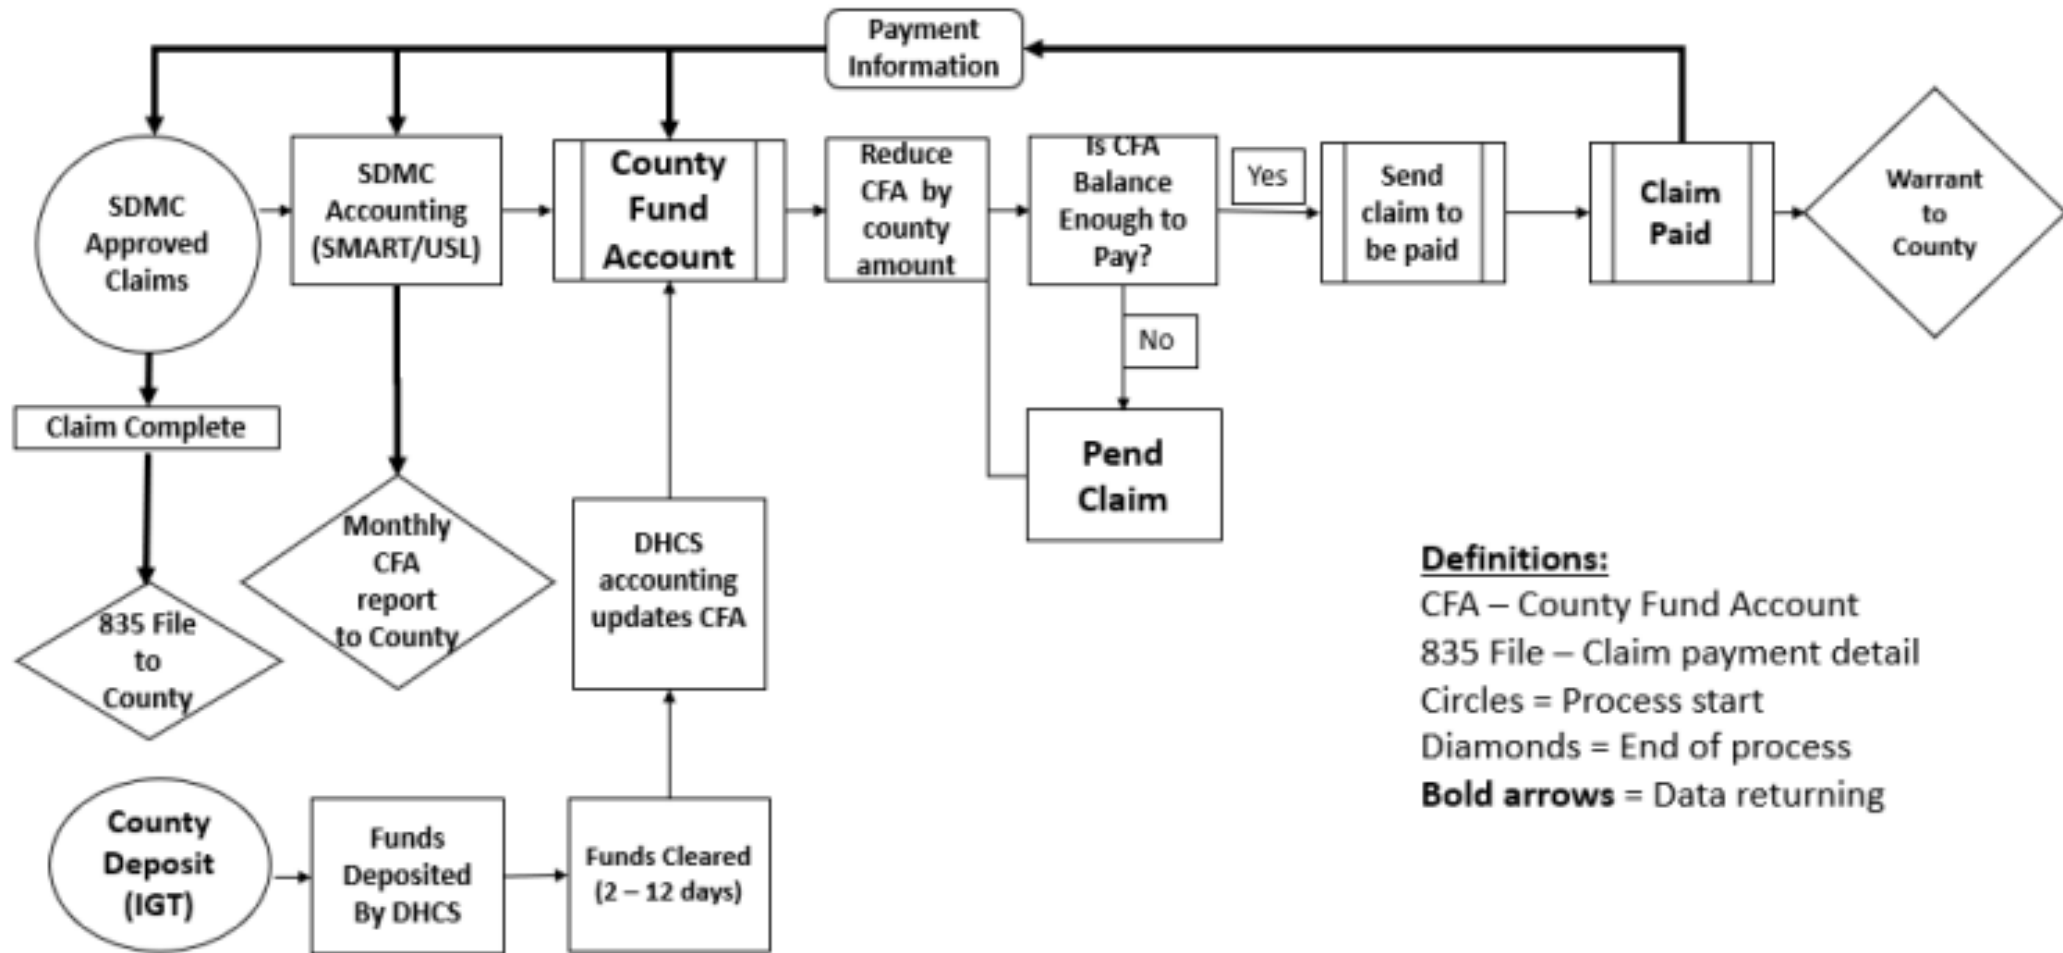 Payment
Information
SDMC
Approved
Claims
SDMC
Accounting
(SMART/USL)
County
Fund
Account
Reduce
CFA by
county
amount
Is CFA
Balance
Enough to
Pay?
Yes
Send
claim to
be paid
Claim
Paid
Warrant
to
County
No
Pend
Claim
Claim Complete
835 File
to
County
Monthly
CFA
report
to County
DHCS
accounting
updates CFA
County
Deposit
(IGT)
Funds
Deposited
By DHCS
Funds Cleared
(2 – 12 days)
Definitions:
CFA – County Fund Account
835 File – Claim payment detail
Circles = Process start
Diamonds = End of process
Bold arrows = Data returning